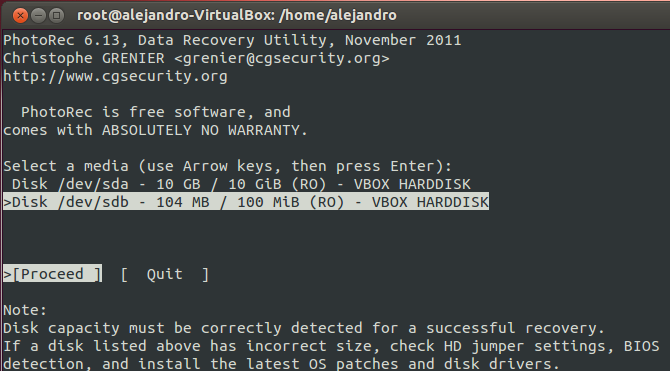 root@alejandro-VirtualBox: /home/alejandro
PhotoRec 6.13, Data Recovery Utility, November 2011
Christophe GRENIER <grenier@cgsecurity.org>
http://www.cgsecurity.org
PhotoRec is free software, and
comes with ABSOLUTELY NO WARRANTY.
Select a media (use Arrow keys, then press Enter):
Disk /dev/sda - 10 GB / 10 GiB (RO) - VBOX HARDDISK
>Disk /dev/sdb - 104 MB / 100 MiB (RO) - VBOX HARDDISK
>[Proceed ]  [  Quit  ]
Note:
Disk capacity must be correctly detected for a successful recovery.
If a disk listed above has incorrect size, check HD jumper settings, BIOS
detection, and install the latest OS patches and disk drivers.